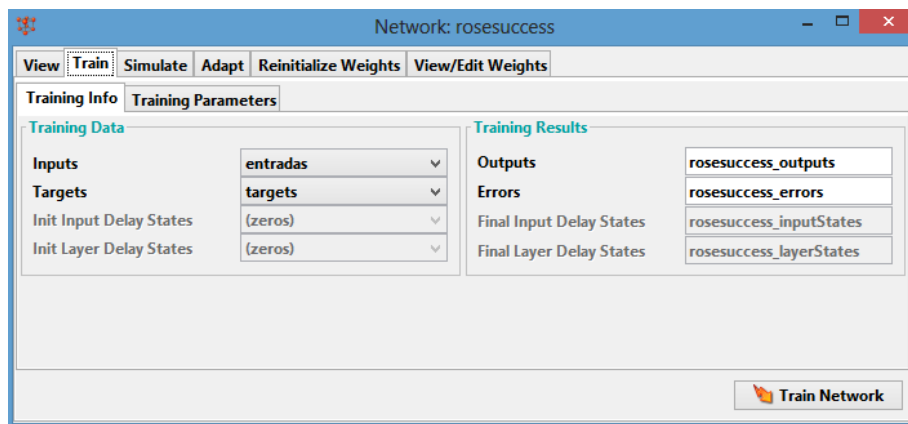 Network: rosesuccess
View Train Simulate Adapt Reinitialize Weights View/Edit Weights
Training Info Training Parameters
Training Data
Inputs entradas
Targets targets
Init Input Delay States (zeros)
Init Layer Delay States (zeros)
Training Results
Outputs rosesuccess_outputs
Errors rosesuccess_errors
Final Input Delay States rosesuccess_inputStates
Final Layer Delay States rosesuccess_layerStates
Train Network